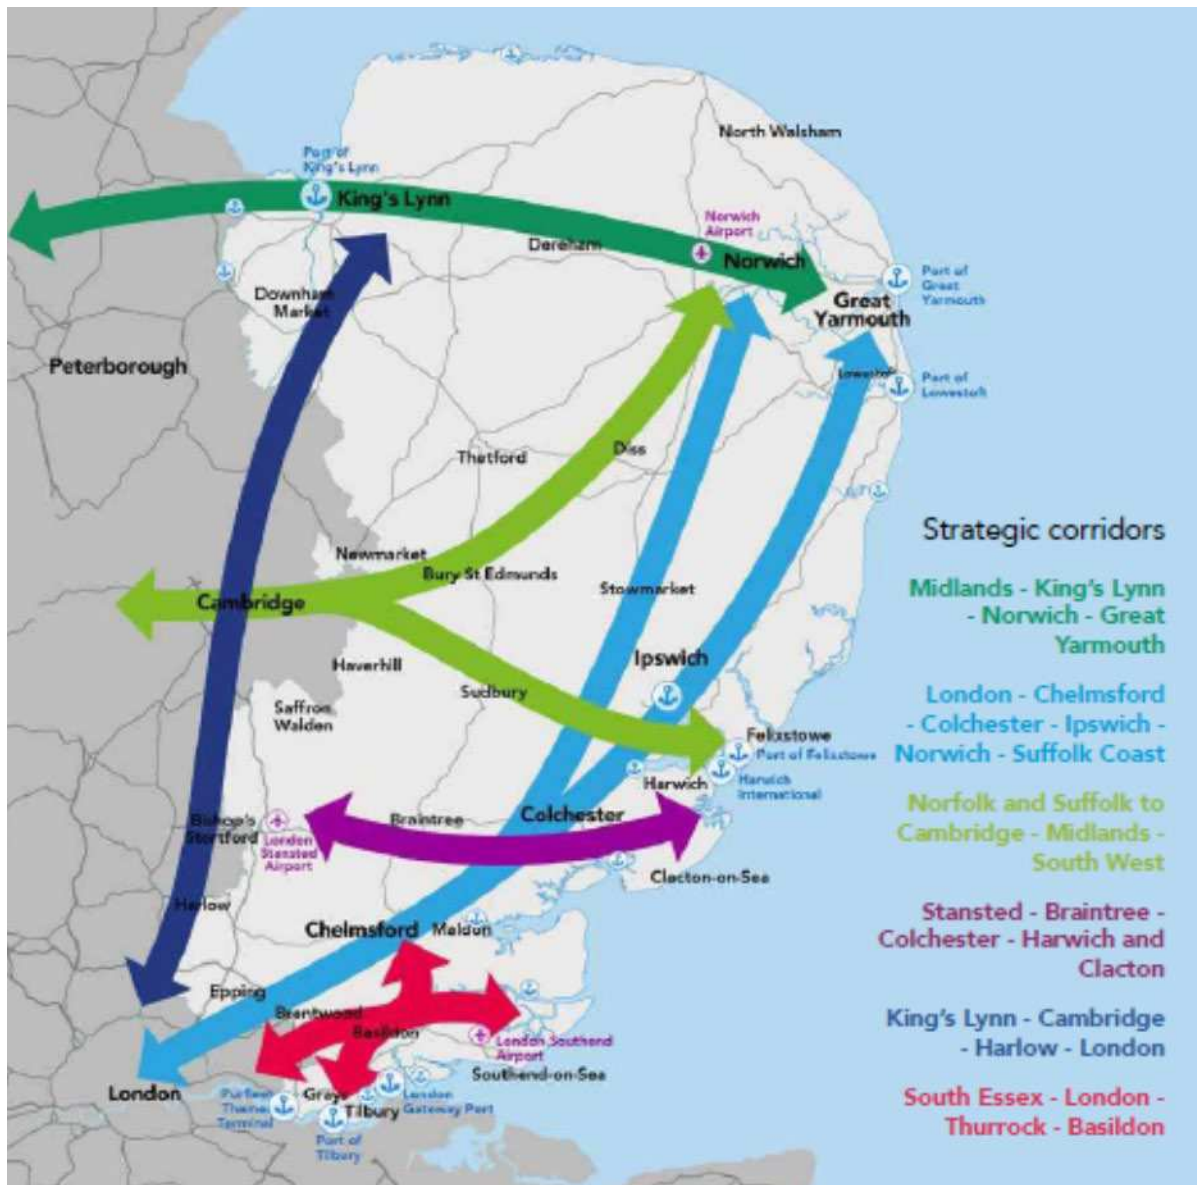 North Walsham
Port of
King's Lynn
King's Lynn
Norwich
Airport
Dereham
Norwich
Port of
Great
Yarmouth
Downham
Market
Great
Yarmouth
Peterborough
Lowestoft
Port of
Lowestoft
Diss
Thetford
Newmarket
Bury St Edmunds
Cambridge
Stowmarket
Ipswich
Haverhill
Sudbury
Saffron
Walden
Felixstowe
Port of Felixstowe
Harwich
Harwich
International
Bishop's
Stortford
London
Stansted
Airport
Braintree
Colchester
Clacton-on-Sea
Harlow
Chelmsford
Maldon
Epping
Brentwood
Basildon
London Southend
Airport
Southend-on-Sea
London
Purfleet
Thames
Terminal
Grays
Tilbury
London
Gateway Port
Port of
Tilbury
Strategic corridors
Midlands - King's Lynn
- Norwich - Great
Yarmouth
London - Chelmsford
- Colchester - Ipswich -
Norwich - Suffolk Coast
Norfolk and Suffolk to
Cambridge - Midlands -
South West
Stansted - Braintree -
Colchester - Harwich and
Clacton
King's Lynn - Cambridge
- Harlow - London
South Essex - London -
Thurrock - Basildon